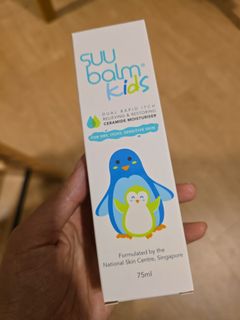 suu
balm®
kids
DUAL RAPID ITCH
RELIEVING & RESTORING
CERAMIDE MOISTURISER
FOR DRY, ITCHY, SENSITIVE SKIN
Formulated by the
National Skin Centre, Singapore
75ml